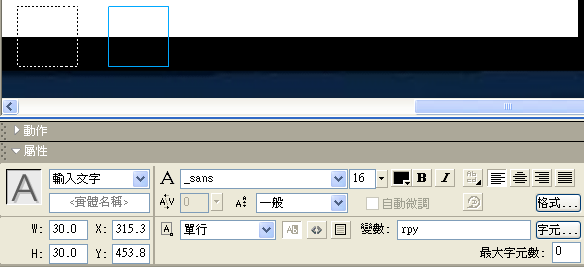 動作
屬性
輸入文字 A _sans 16 B I
<實體名稱> A|V 0 一般 自動微調 格式...
W: 30.0 X: 315.3 單行 變數: rpy 字元...
H: 30.0 Y: 453.8 最大字元數: 0